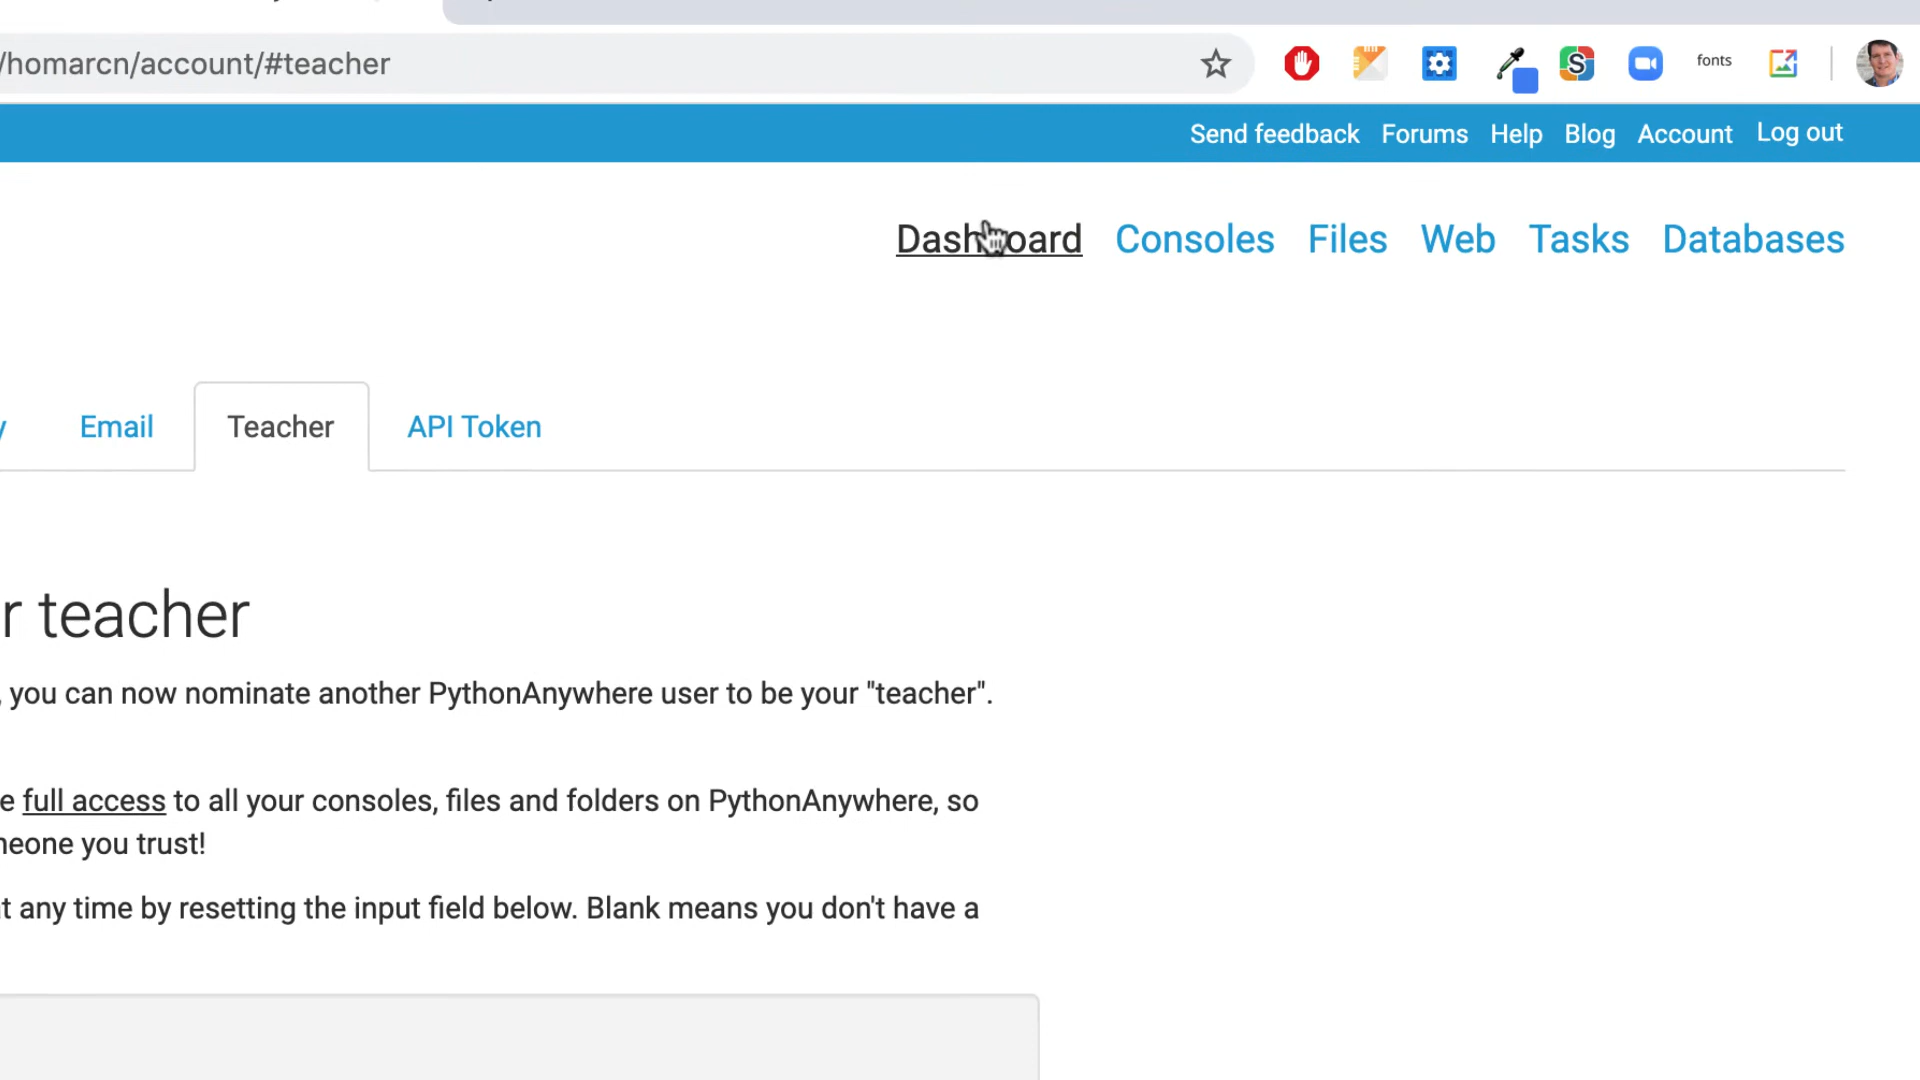 /homarcn/account/#teacher
fonts
Send feedback Forums Help Blog Account Log out
Dashboard Consoles Files Web Tasks Databases
y Email Teacher API Token
r teacher
, you can now nominate another PythonAnywhere user to be your "teacher".
e full access to all your consoles, files and folders on PythonAnywhere, so
neone you trust!
t any time by resetting the input field below. Blank means you don't have a